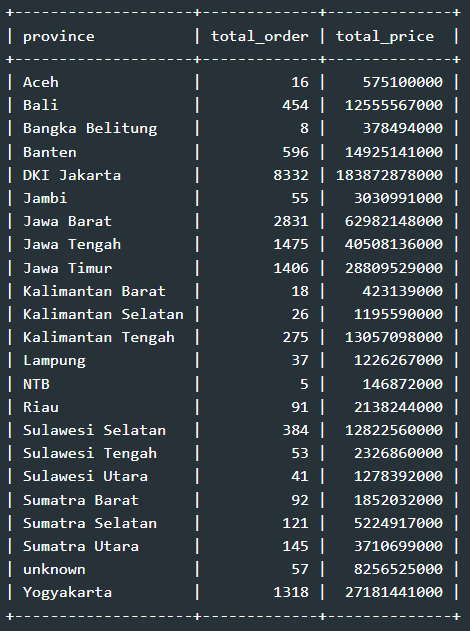 +--------------------+-------------+--------------+
| province           | total_order | total_price  |
+--------------------+-------------+--------------+
| Aceh               |          16 |    575100000 |
| Bali               |         454 |  12555567000 |
| Bangka Belitung    |           8 |    378494000 |
| Banten             |         596 |  14925141000 |
| DKI Jakarta        |        8332 | 183872878000 |
| Jambi              |          55 |   3030991000 |
| Jawa Barat         |        2831 |  62982148000 |
| Jawa Tengah        |        1475 |  40508136000 |
| Jawa Timur         |        1406 |  28809529000 |
| Kalimantan Barat   |          18 |    423139000 |
| Kalimantan Selatan |          26 |   1195590000 |
| Kalimantan Tengah  |         275 |  13057098000 |
| Lampung            |          37 |   1226267000 |
| NTB                |           5 |    146872000 |
| Riau               |          91 |   2138244000 |
| Sulawesi Selatan   |         384 |  12822560000 |
| Sulawesi Tengah    |          53 |   2326860000 |
| Sulawesi Utara     |          41 |   1278392000 |
| Sumatra Barat      |          92 |   1852032000 |
| Sumatra Selatan    |         121 |   5224917000 |
| Sumatra Utara      |         145 |   3710699000 |
| unknown            |          57 |   8256525000 |
| Yogyakarta         |        1318 |  27181441000 |
+--------------------+-------------+--------------+